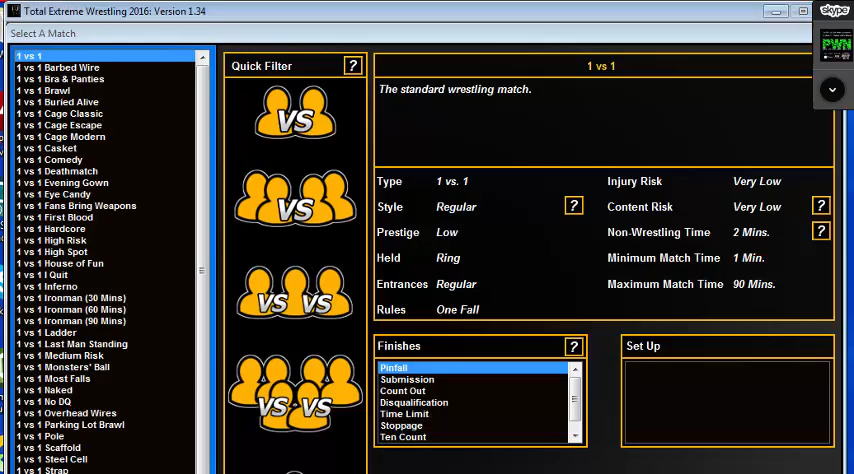 Total Extreme Wrestling 2016: Version 1.34
skype
Select A Match
PWN
1 vs 1
1 vs 1 Barbed Wire
1 vs 1 Bra & Panties
1 vs 1 Brawl
1 vs 1 Buried Alive
1 vs 1 Cage Classic
1 vs 1 Cage Escape
1 vs 1 Cage Modern
1 vs 1 Casket
1 vs 1 Comedy
1 vs 1 Deathmatch
1 vs 1 Evening Gown
1 vs 1 Eye Candy
1 vs 1 Fans Bring Weapons
1 vs 1 First Blood
1 vs 1 Hardcore
1 vs 1 High Risk
1 vs 1 High Spot
1 vs 1 House of Fun
1 vs 1 I Quit
1 vs 1 Inferno
1 vs 1 Ironman (30 Mins)
1 vs 1 Ironman (60 Mins)
1 vs 1 Ironman (90 Mins)
1 vs 1 Ladder
1 vs 1 Last Man Standing
1 vs 1 Medium Risk
1 vs 1 Monsters' Ball
1 vs 1 Most Falls
1 vs 1 Naked
1 vs 1 No DQ
1 vs 1 Overhead Works
1 vs 1 Parking Lot Brawl
1 vs 1 Pole
1 vs 1 Scaffold
1 vs 1 Steel Cell
1 vs 1 Strap
Quick Filter ?
VS
VS
VS VS
VS VS
1 vs 1
The standard wrestling match.
Type 1 vs. 1 Injury Risk Very Low
Style Regular ? Content Risk Very Low ?
Prestige Low Non-Wrestling Time 2 Mins. ?
Held Ring Minimum Match Time 1 Min.
Entrances Regular Maximum Match Time 90 Mins.
Rules One Fall
Finishes ?
Pinfall
Submission
Count Out
Disqualification
Time Limit
Stoppage
Ten Count
Set Up